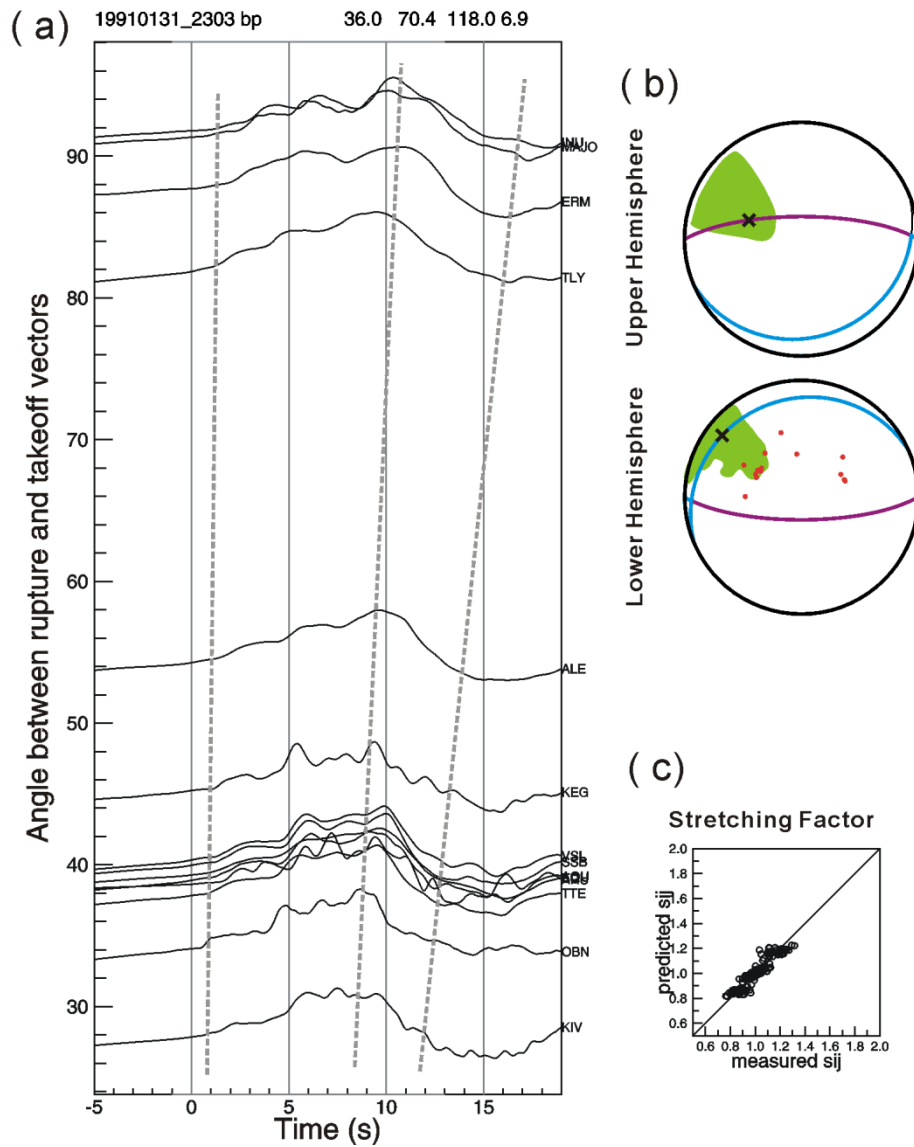 ( a )
19910131_2303 bp 36.0 70.4 118.0 6.9
Angle between rupture and takeoff vectors
90
80
70
60
50
40
30
INU
MAJO
ERM
TLY
ALE
KEG
VSL
SSB
TTE
OBN
KIV
-5 0 5 10 15
Time (s)
( b )
Upper Hemisphere
Lower Hemisphere
( c )
Stretching Factor
predicted sij
2.0
1.8
1.6
1.4
1.2
1.0
0.8
0.6
0.6 0.8 1.0 1.2 1.4 1.6 1.8 2.0
measured sij